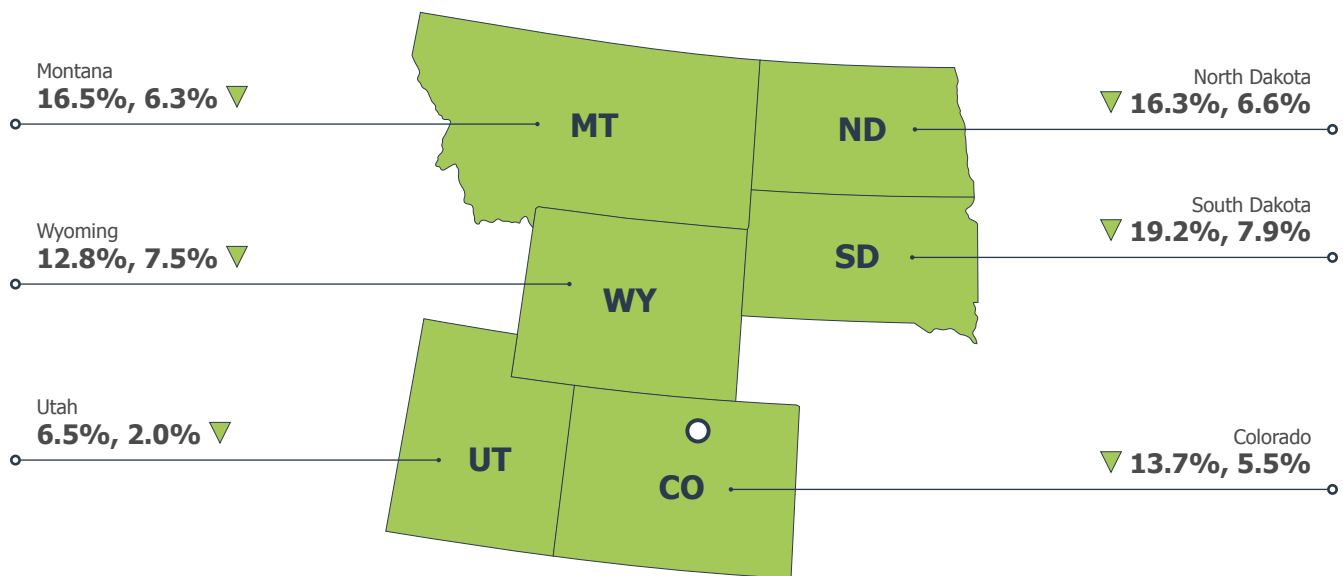 Montana
16.5%, 6.3%
North Dakota
16.3%, 6.6%
MT
ND
Wyoming
12.8%, 7.5%
South Dakota
19.2%, 7.9%
SD
WY
Utah
6.5%, 2.0%
Colorado
13.7%, 5.5%
UT
CO